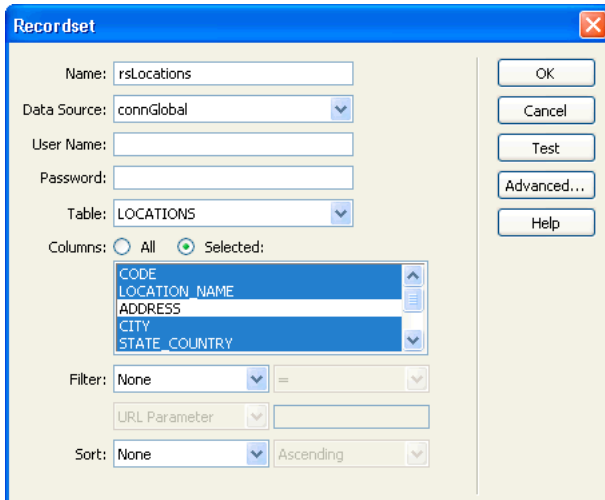 Recordset
Name: rsLocations
OK
Data Source: connGlobal
Cancel
User Name:
Test
Password:
Advanced...
Table: LOCATIONS
Help
Columns: All Selected:
CODE
LOCATION_NAME
ADDRESS
CITY
STATE_COUNTRY
Filter: None =
URL Parameter
Sort: None Ascending